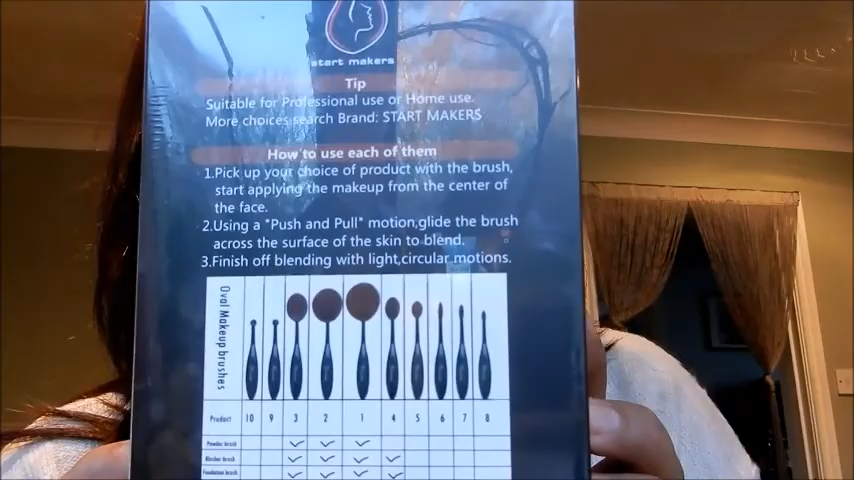 start makers
Tip
Suitable for Professional use or Home use.
More choices search Brand: START MAKERS
How to use each of them
1.Pick up your choice of product with the brush,
start applying the makeup from the center of
the face.
2.Using a "Push and Pull" motion,glide the brush
across the surface of the skin to blend.
3.Finish off blending with light,circular motions.
Oval Makeup brushes
Product 10 9 3 2 1 4 5 6 7 8
Powder brush
Blusher brush
Foundation brush